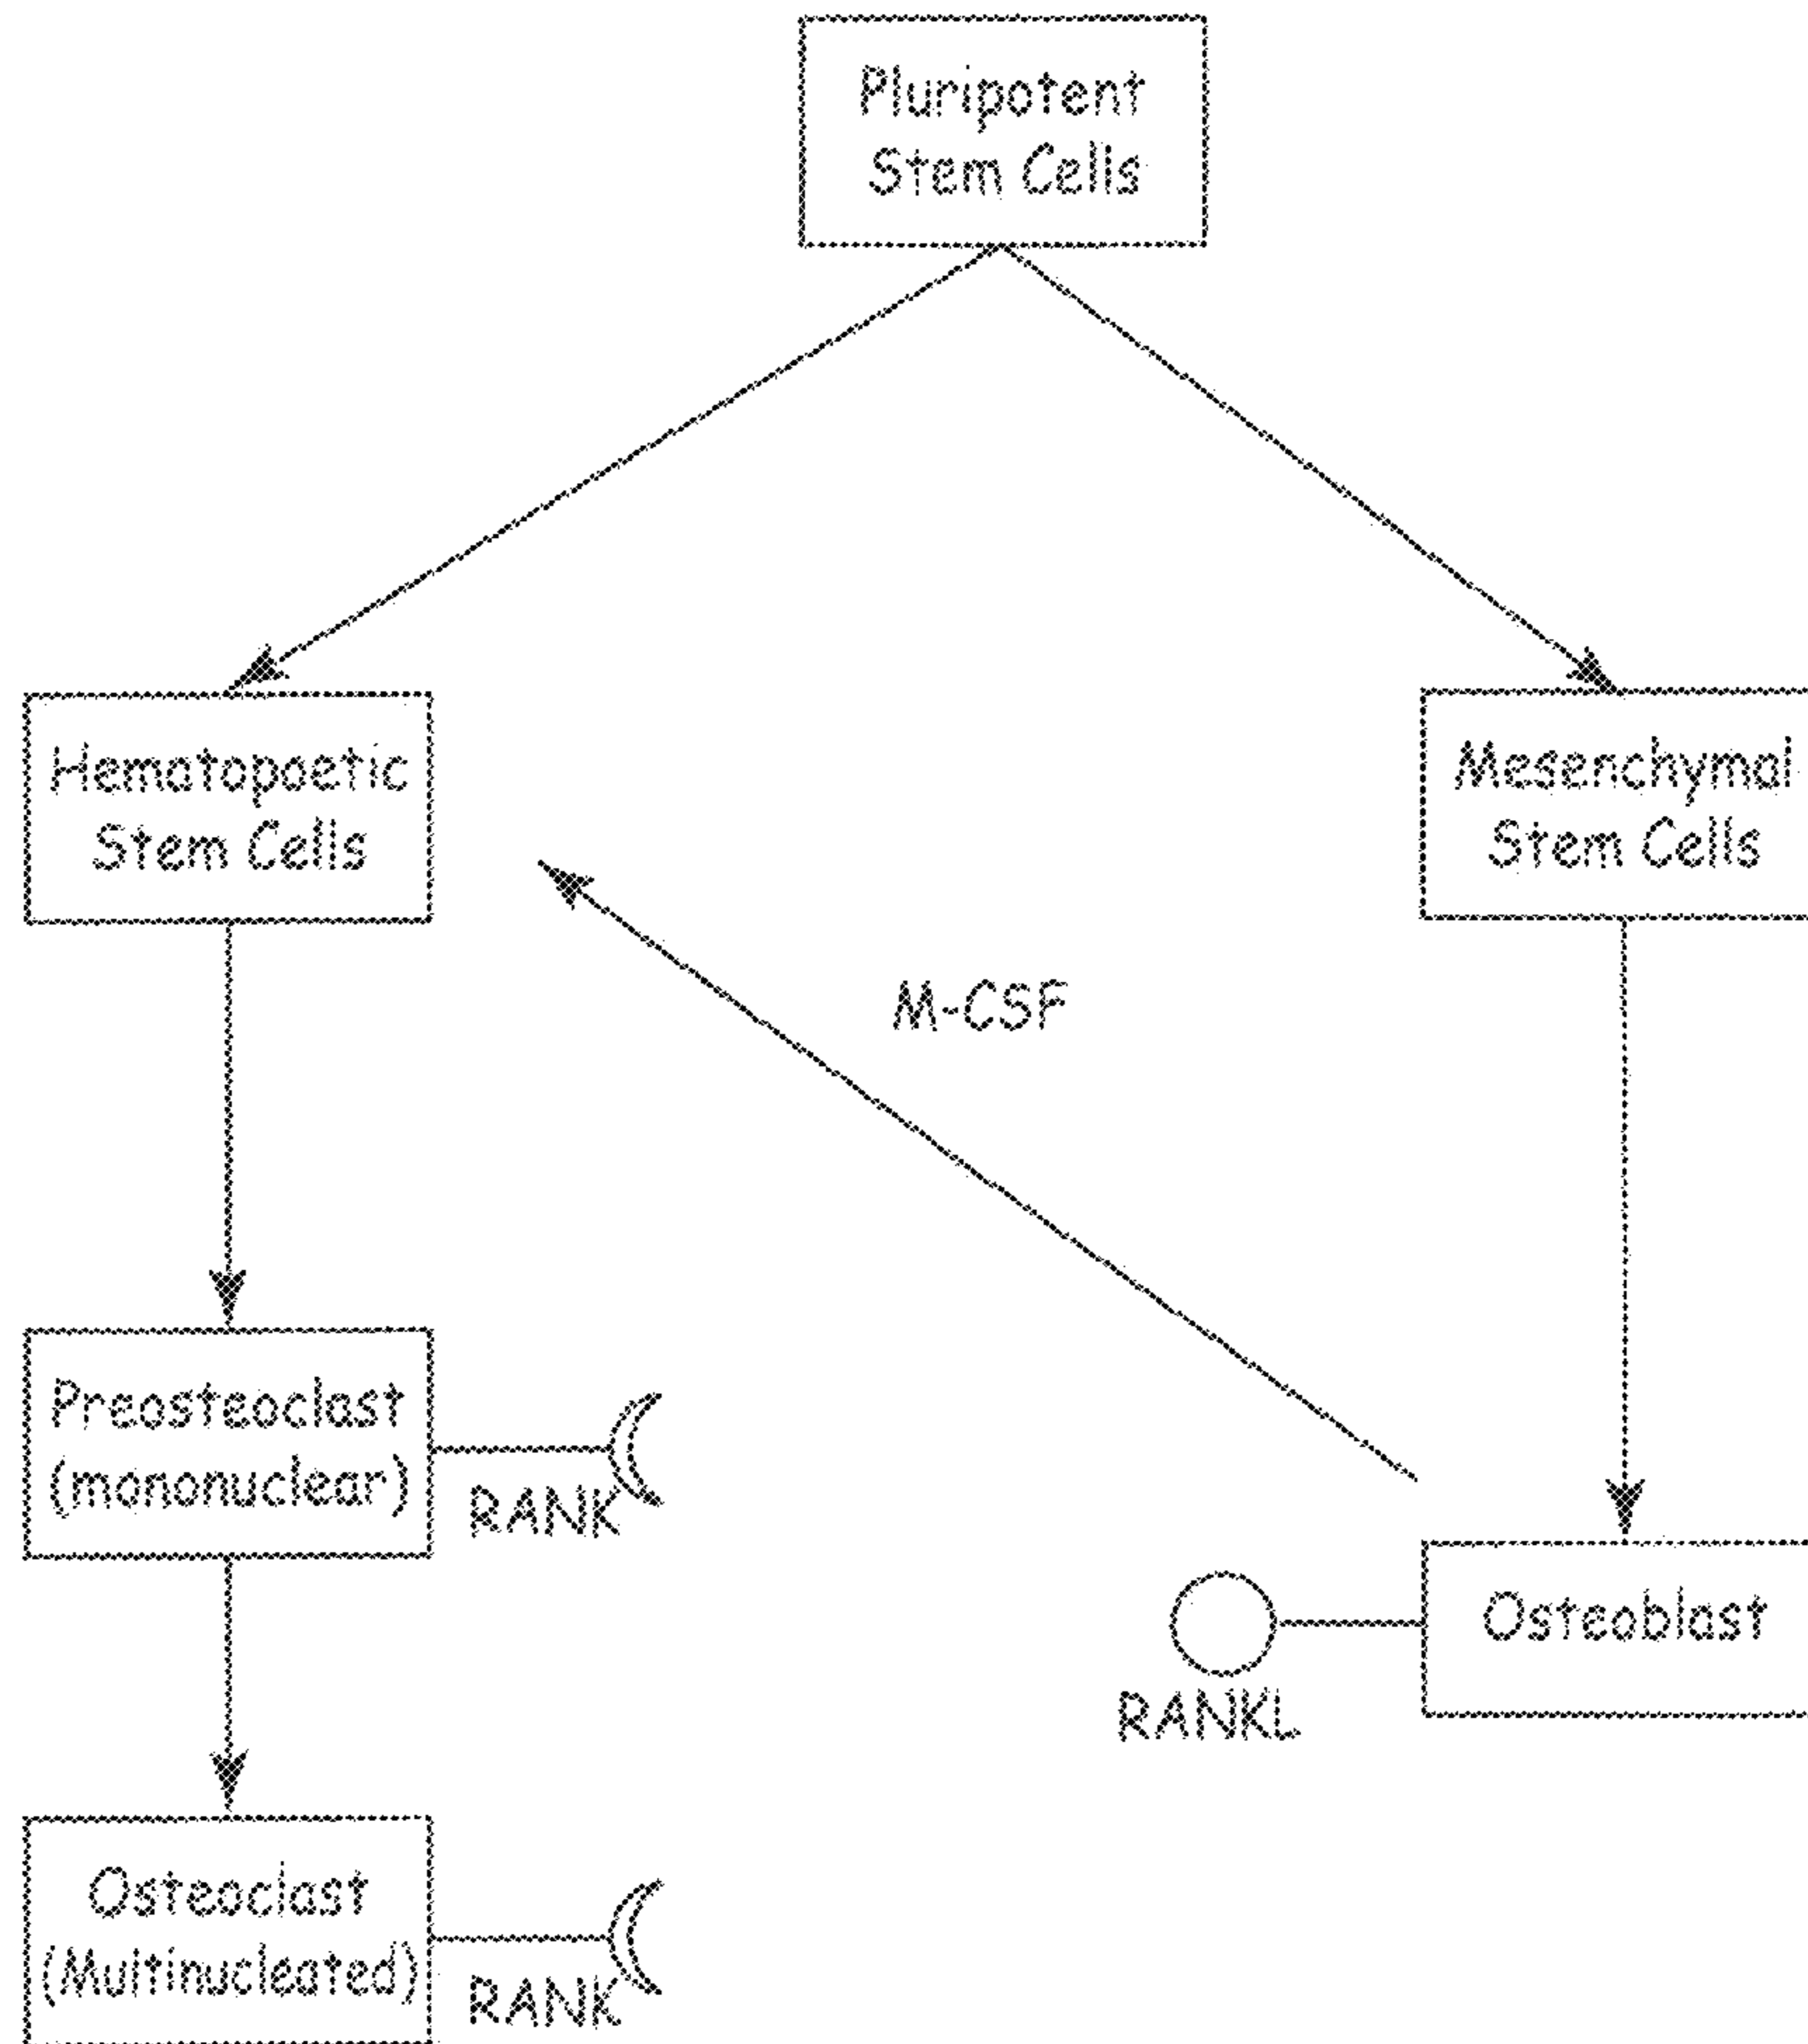 Pluripotent
Stem Cells
Hematopoetic
Stem Cells
Mesenchymal
Stem Cells
M-CSF
Preosteoclast
(mononuclear)
RANK
Osteoblast
RANKL
Osteoclast
(Multinucleated)
RANK